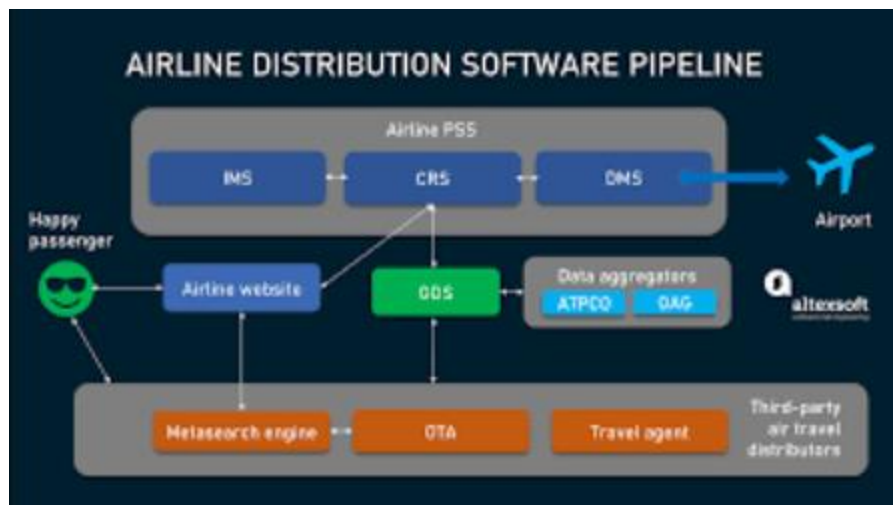 AIRLINE DISTRIBUTION SOFTWARE PIPELINE
Airline PSS
IMS
CRS
DMS
Happy
passenger
Airport
Airline website
GDS
Data aggregators
ATPCO
OAG
altexsoft
Metasearch engine
OTA
Travel agent
Third-party
air travel
distributors